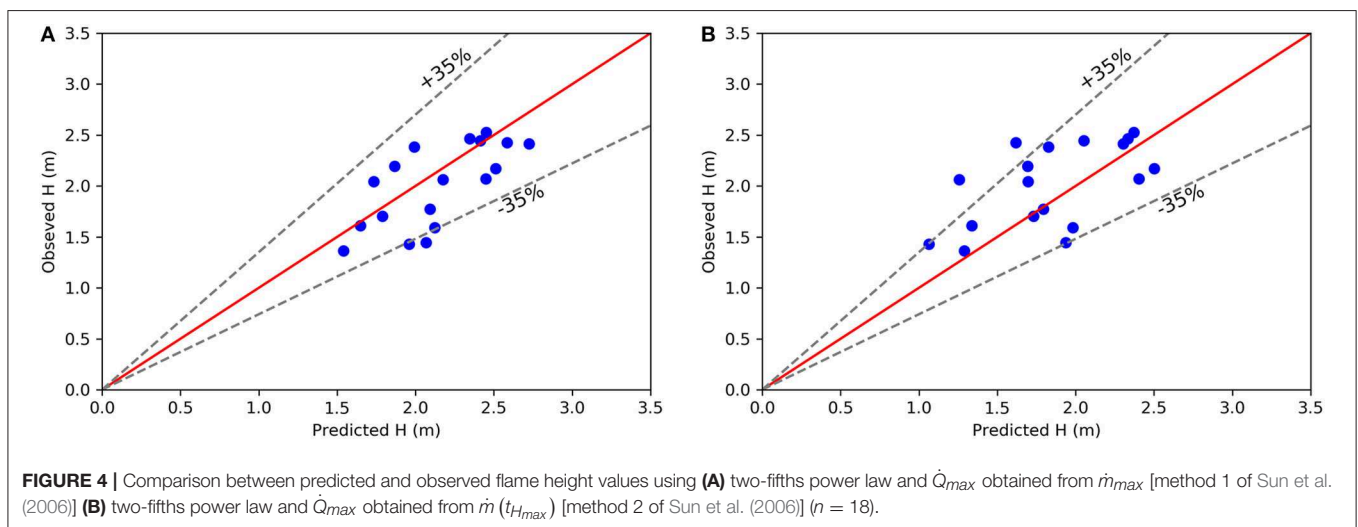 A
B
3.5
3.0
2.5
2.0
1.5
1.0
0.5
0.0
Obseved H (m)
+35%
-35%
0.0 0.5 1.0 1.5 2.0 2.5 3.0 3.5
Predicted H (m)
3.5
3.0
2.5
2.0
1.5
1.0
0.5
0.0
Obseved H (m)
+35%
-35%
0.0 0.5 1.0 1.5 2.0 2.5 3.0 3.5
Predicted H (m)
FIGURE 4 | Comparison between predicted and observed flame height values using (A) two-fifths power law and Q̇max obtained from ṁmax [method 1 of Sun et al.
(2006)] (B) two-fifths power law and Q̇max obtained from ṁ (tHmax) [method 2 of Sun et al. (2006)] (n = 18).